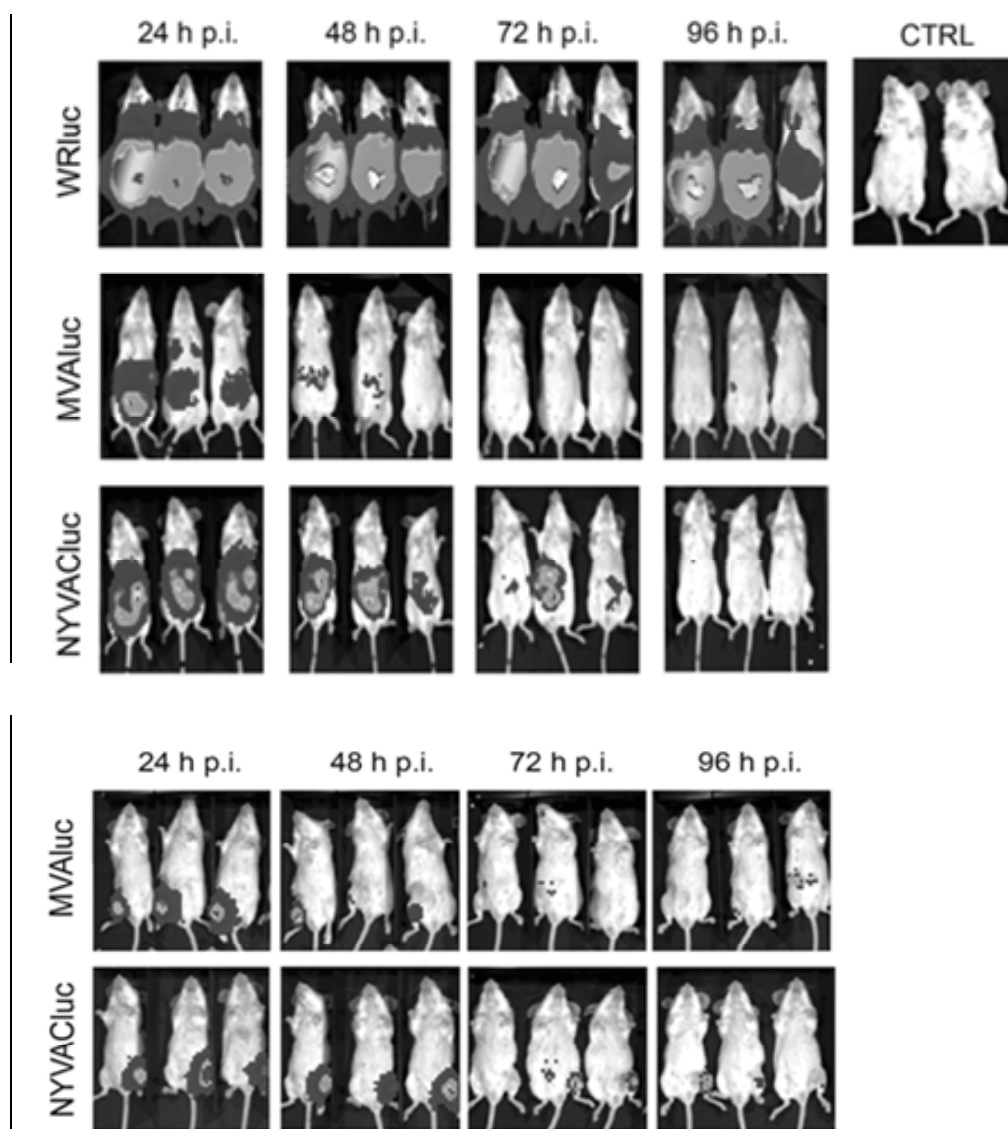 24 h p.i. 48 h p.i. 72 h p.i. 96 h p.i. CTRL
WRluc
MVAluc
NYVACluc
24 h p.i. 48 h p.i. 72 h p.i. 96 h p.i.
MVAluc
NYVACluc